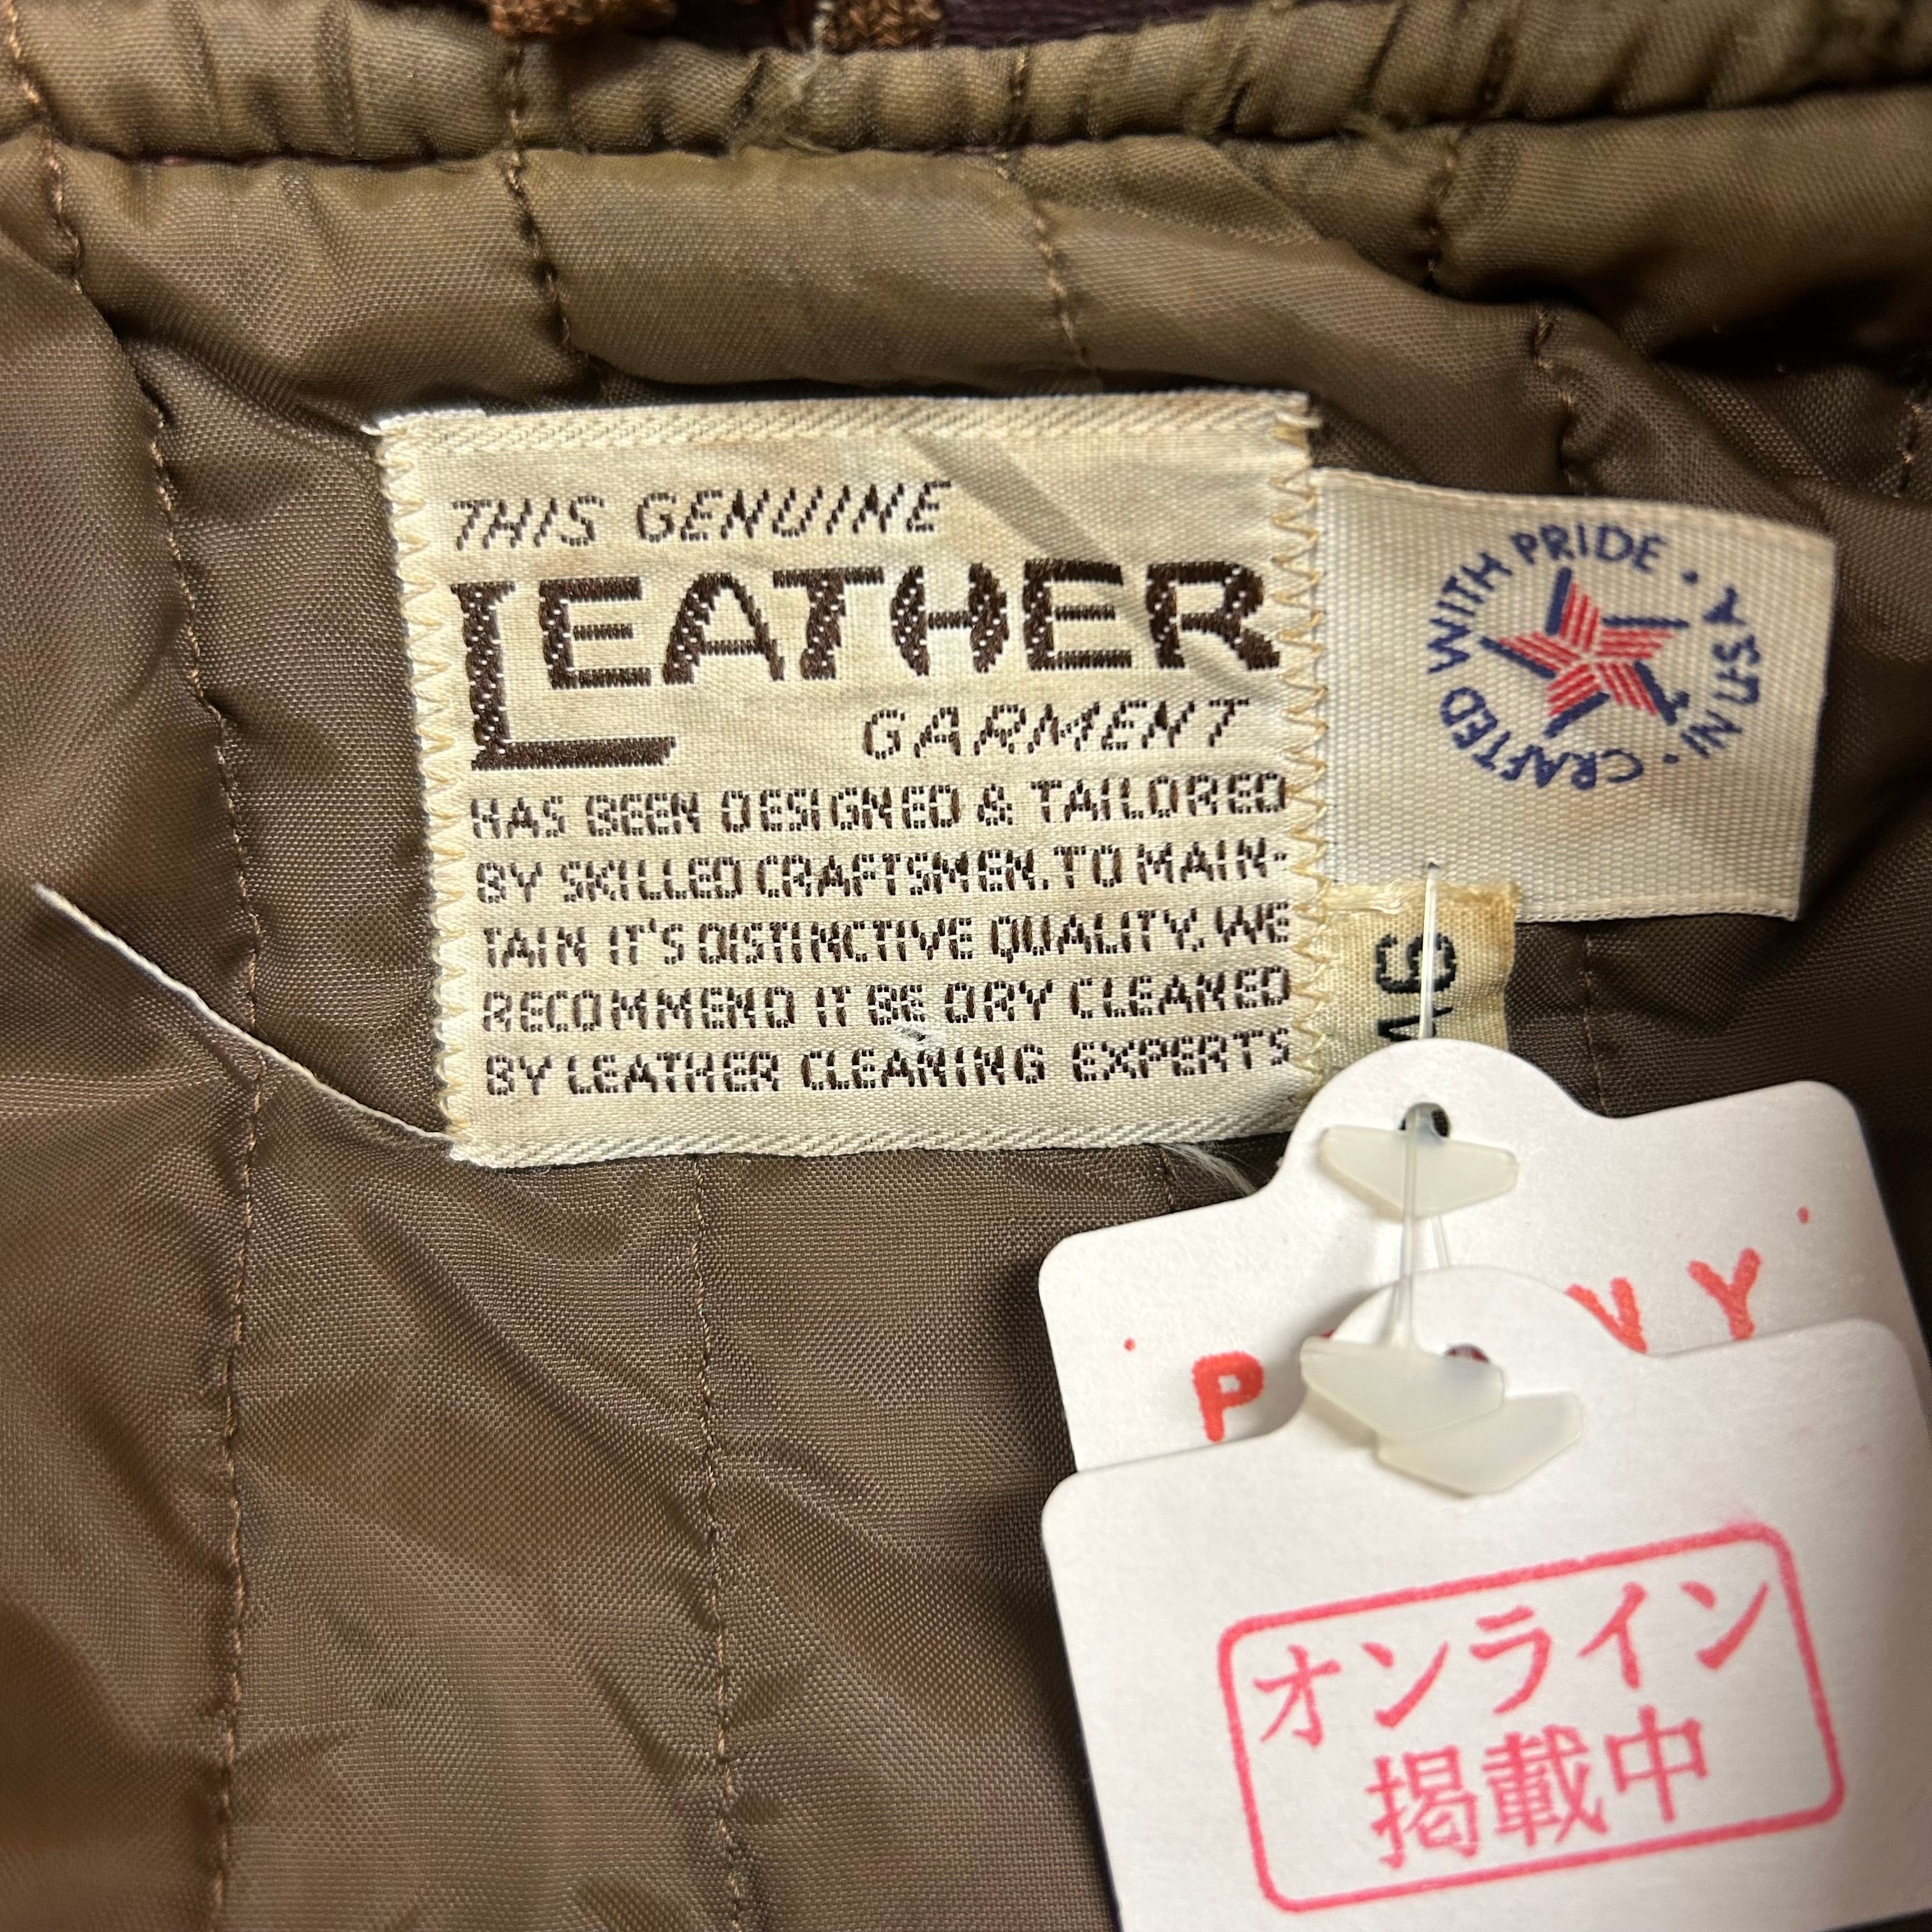 THIS GENUINE
LEATHER
GARMENT
HAS BEEN DESIGNED & TAILORED
BY SKILLED CRAFTSMEN. TO MAIN-
TAIN IT'S DISTINCTIVE QUALITY, WE
RECOMMEND IT BE DRY CLEANED
BY LEATHER CLEANING EXPERTS
CRAFTED WITH PRIDE • IN U.S.A •
46
オンライン
掲載中